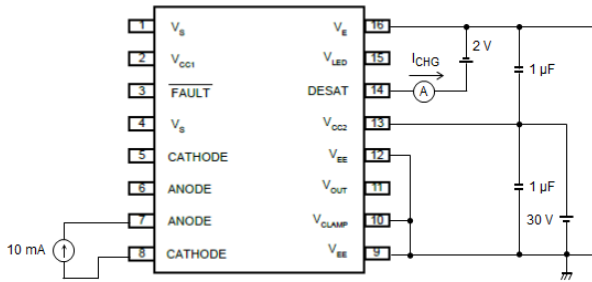 1 V_S V_E 16
2 V_CC1 V_LED 15
3 FAULT DESAT 14
4 V_S V_CC2 13
5 CATHODE V_EE 12
6 ANODE V_OUT 11
7 ANODE V_CLAMP 10
8 CATHODE V_EE 9
I_CHG
A
2 V
1 µF
1 µF
30 V
10 mA